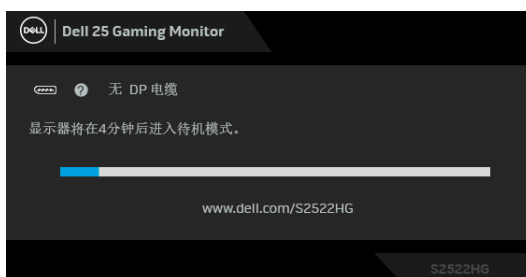 DELL
Dell 25 Gaming Monitor
? 无 DP 电缆
显示器将在4分钟后进入待机模式。
www.dell.com/S2522HG
S2522HG